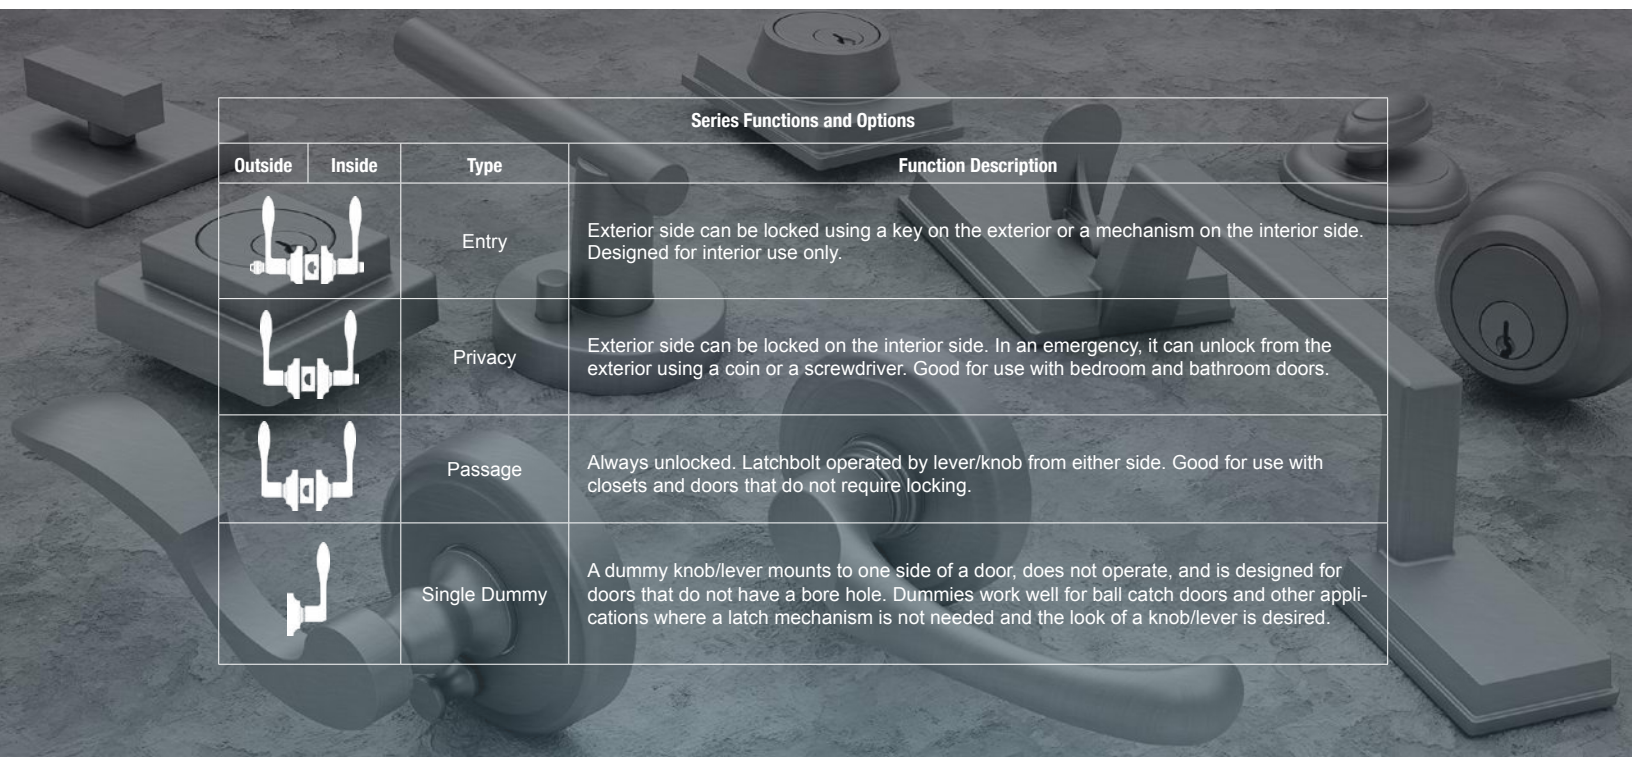 Series Functions and Options
Outside Inside Type Function Description
Entry
Exterior side can be locked using a key on the exterior or a mechanism on the interior side.
Designed for interior use only.
Privacy
Exterior side can be locked on the interior side. In an emergency, it can unlock from the
exterior using a coin or a screwdriver. Good for use with bedroom and bathroom doors.
Passage
Always unlocked. Latchbolt operated by lever/knob from either side. Good for use with
closets and doors that do not require locking.
Single Dummy
A dummy knob/lever mounts to one side of a door, does not operate, and is designed for
doors that do not have a bore hole. Dummies work well for ball catch doors and other appli-
cations where a latch mechanism is not needed and the look of a knob/lever is desired.